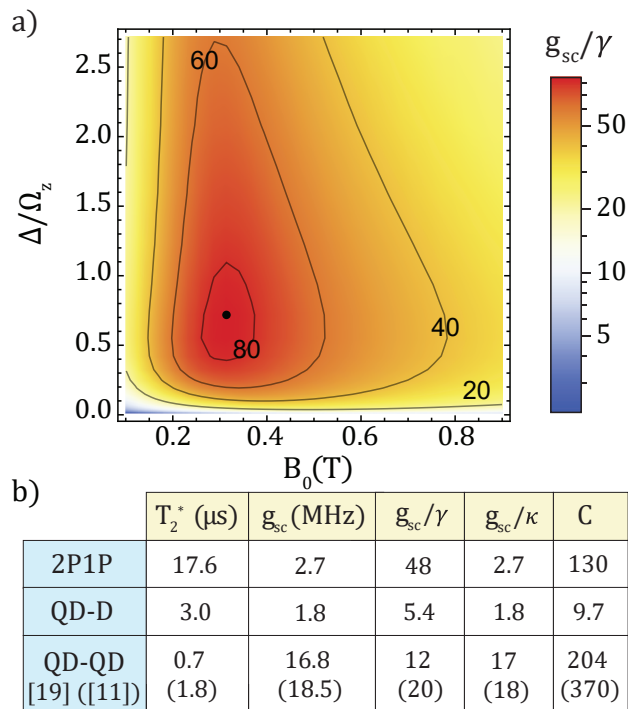 a)
g_sc/γ
60
80
40
20
2.5
2.0
1.5
1.0
0.5
0.0
Δ/Ω_z
0.2 0.4 0.6 0.8
B_0(T)
50
20
10
5
b)
T_2^* (μs) g_sc (MHz) g_sc/γ g_sc/κ C
2P1P 17.6 2.7 48 2.7 130
QD-D 3.0 1.8 5.4 1.8 9.7
QD-QD 0.7 16.8 12 17 204
[19] ([11]) (1.8) (18.5) (20) (18) (370)